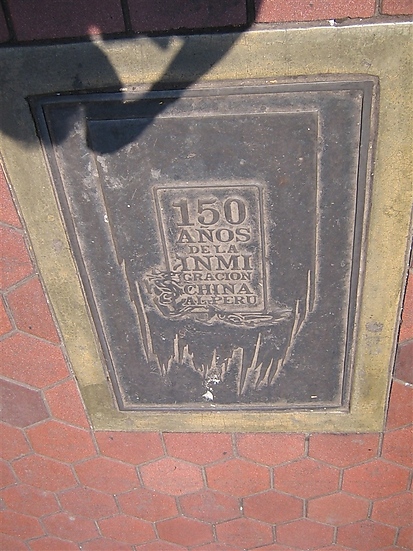 150
AÑOS
DE LA
INMI
GRACION
CHINA
AL PERU